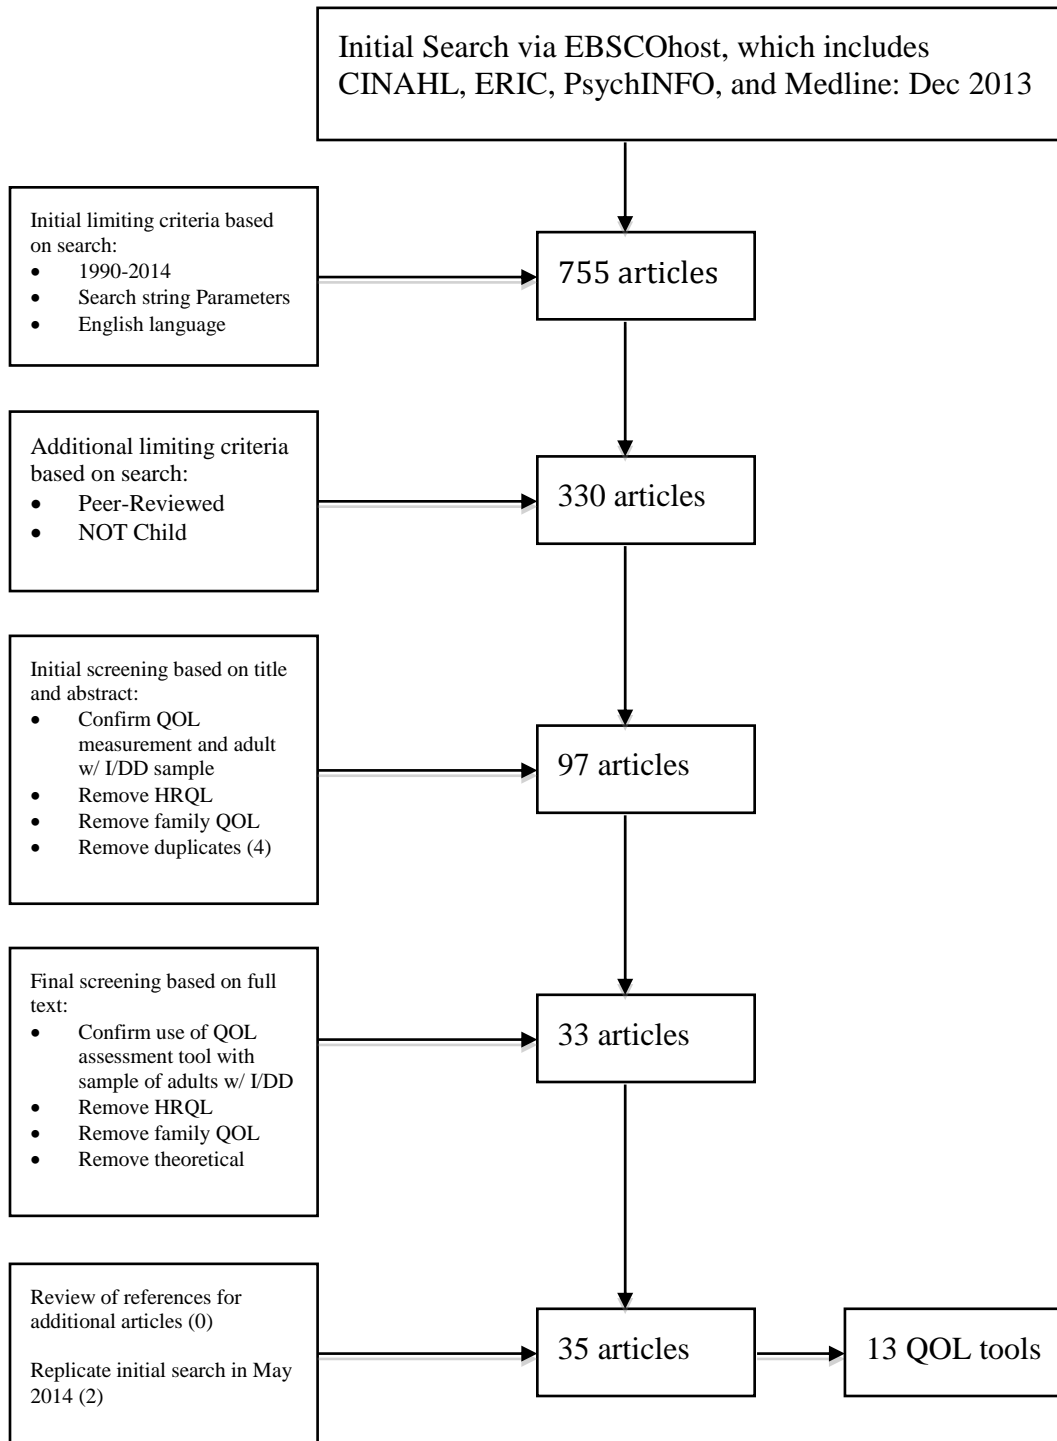 Initial Search via EBSCOhost, which includes
CINAHL, ERIC, PsychINFO, and Medline: Dec 2013
Initial limiting criteria based
on search:
• 1990-2014
• Search string Parameters
• English language
755 articles
Additional limiting criteria
based on search:
• Peer-Reviewed
• NOT Child
330 articles
Initial screening based on title
and abstract:
• Confirm QOL
measurement and adult
w/ I/DD sample
• Remove HRQL
• Remove family QOL
• Remove duplicates (4)
97 articles
Final screening based on full
text:
• Confirm use of QOL
assessment tool with
sample of adults w/ I/DD
• Remove HRQL
• Remove family QOL
• Remove theoretical
33 articles
Review of references for
additional articles (0)
Replicate initial search in May
2014 (2)
35 articles
13 QOL tools